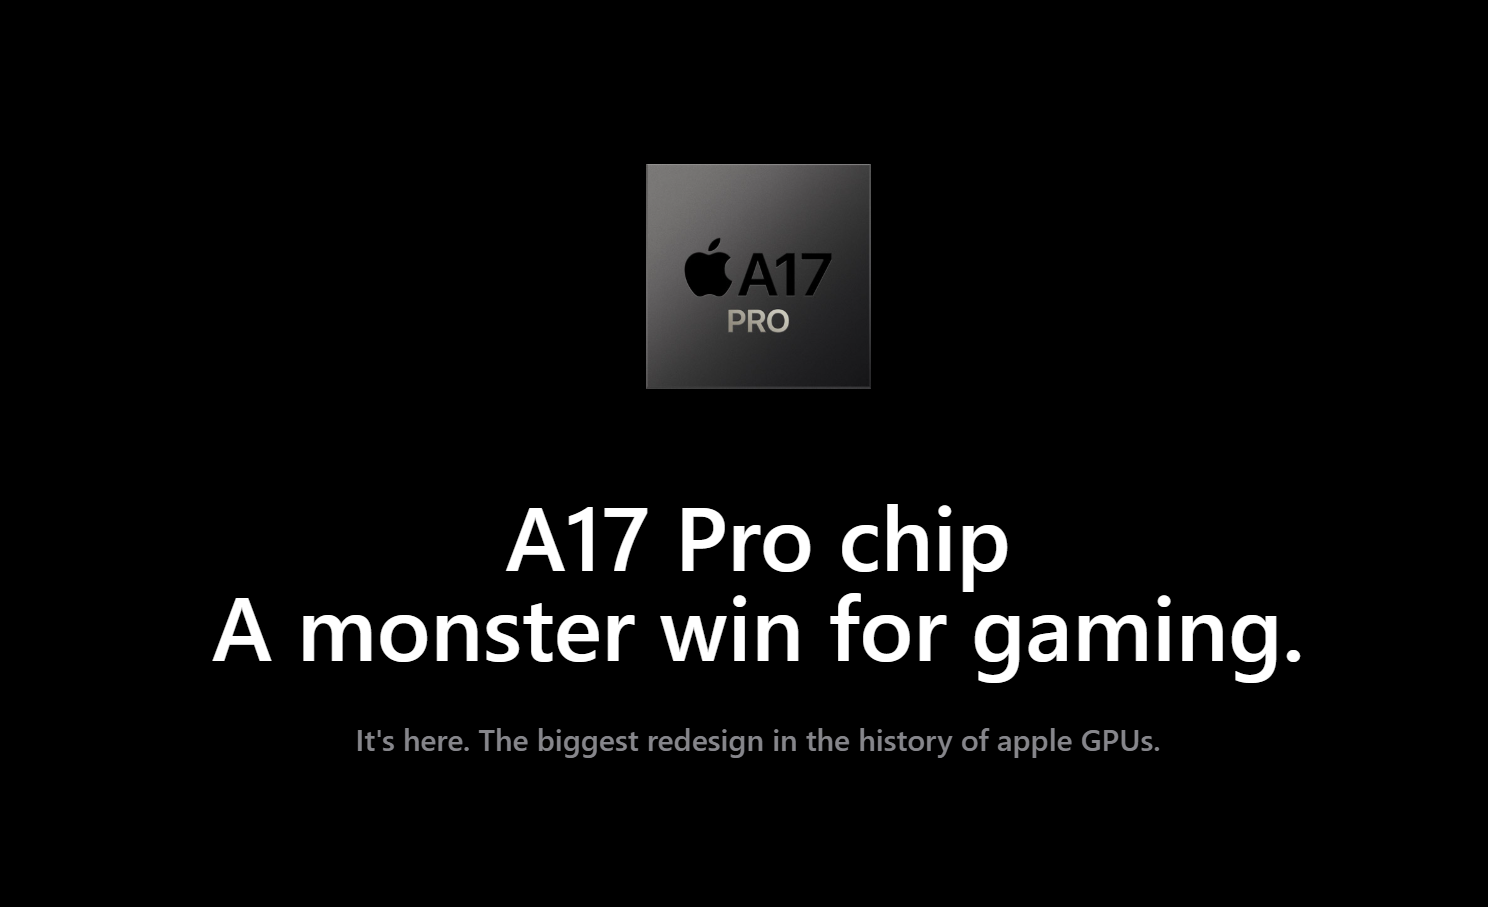 A17
PRO
A17 Pro chip
A monster win for gaming.
It's here. The biggest redesign in the history of apple GPUs.